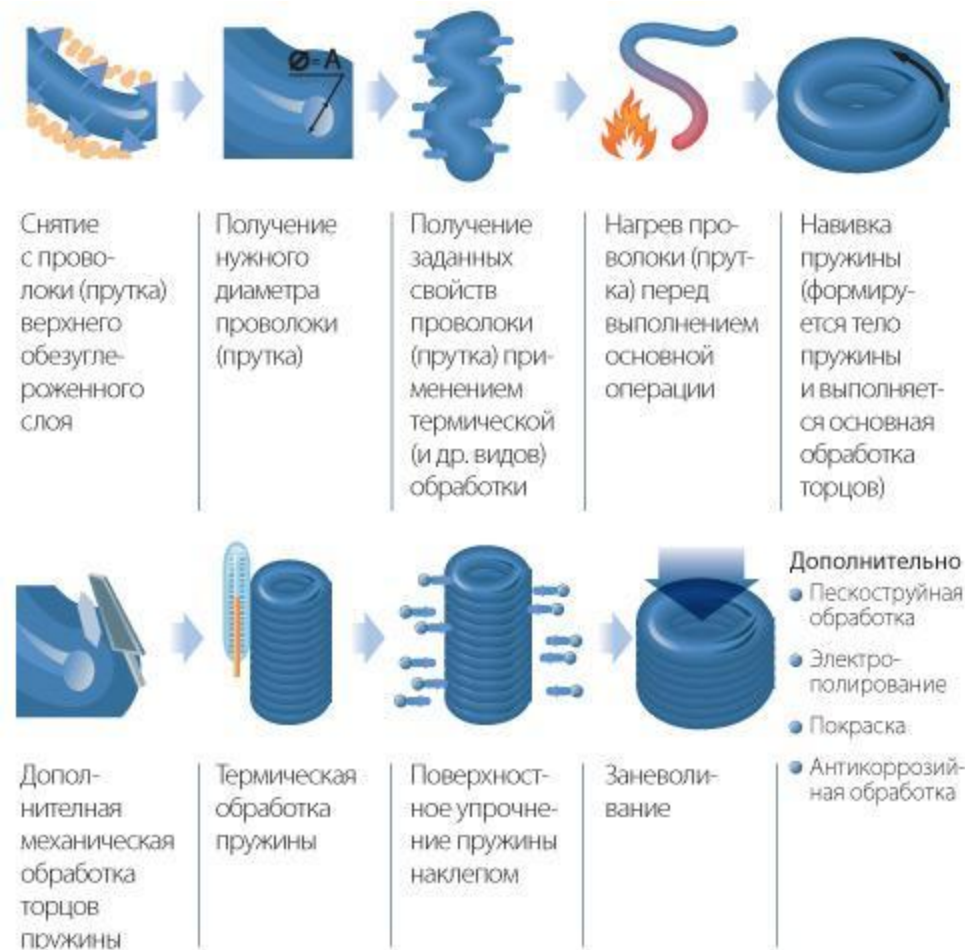 Ø=A
Снятие
с прово-
локи (прутка)
верхнего
обезугле-
роженного
слоя
Получение
нужного
диаметра
проволоки
(прутка)
Получение
заданных
свойств
проволоки
(прутка) при-
менением
термической
(и др. видов)
обработки
Нагрев про-
волоки (прут-
ка) перед
выполнением
основной
операции
Навивка
пружины
(формиру-
ется тело
пружины
и выполняет-
ся основная
обработка
торцов)
Допол-
нителная
механическая
обработка
торцов
пружины
Термическая
обработка
пружины
Поверхност-
ное упрочне-
ние пружины
наклепом
Заневоли-
вание
Дополнительно
Пескоструйная
обработка
Электро-
полирование
Покраска
Антикоррозий-
ная обработка